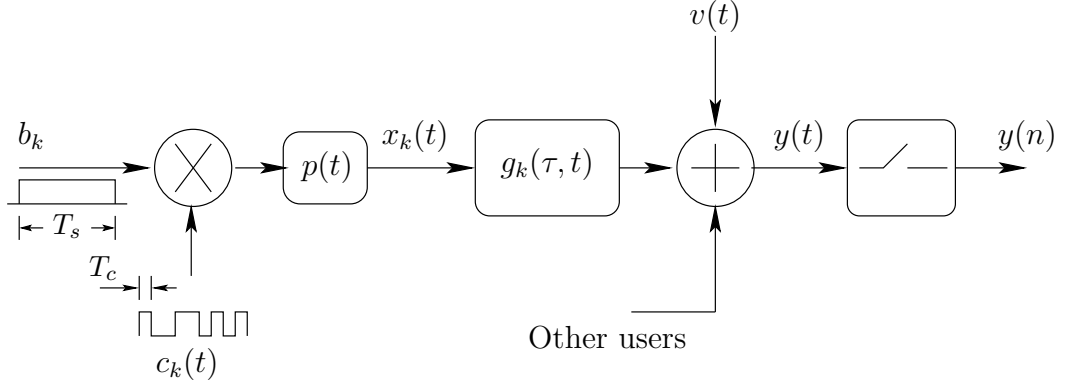 v(t)
b_k
x_k(t)
y(t)
y(n)
p(t)
g_k(τ, t)
T_s
T_c
Other users
c_k(t)